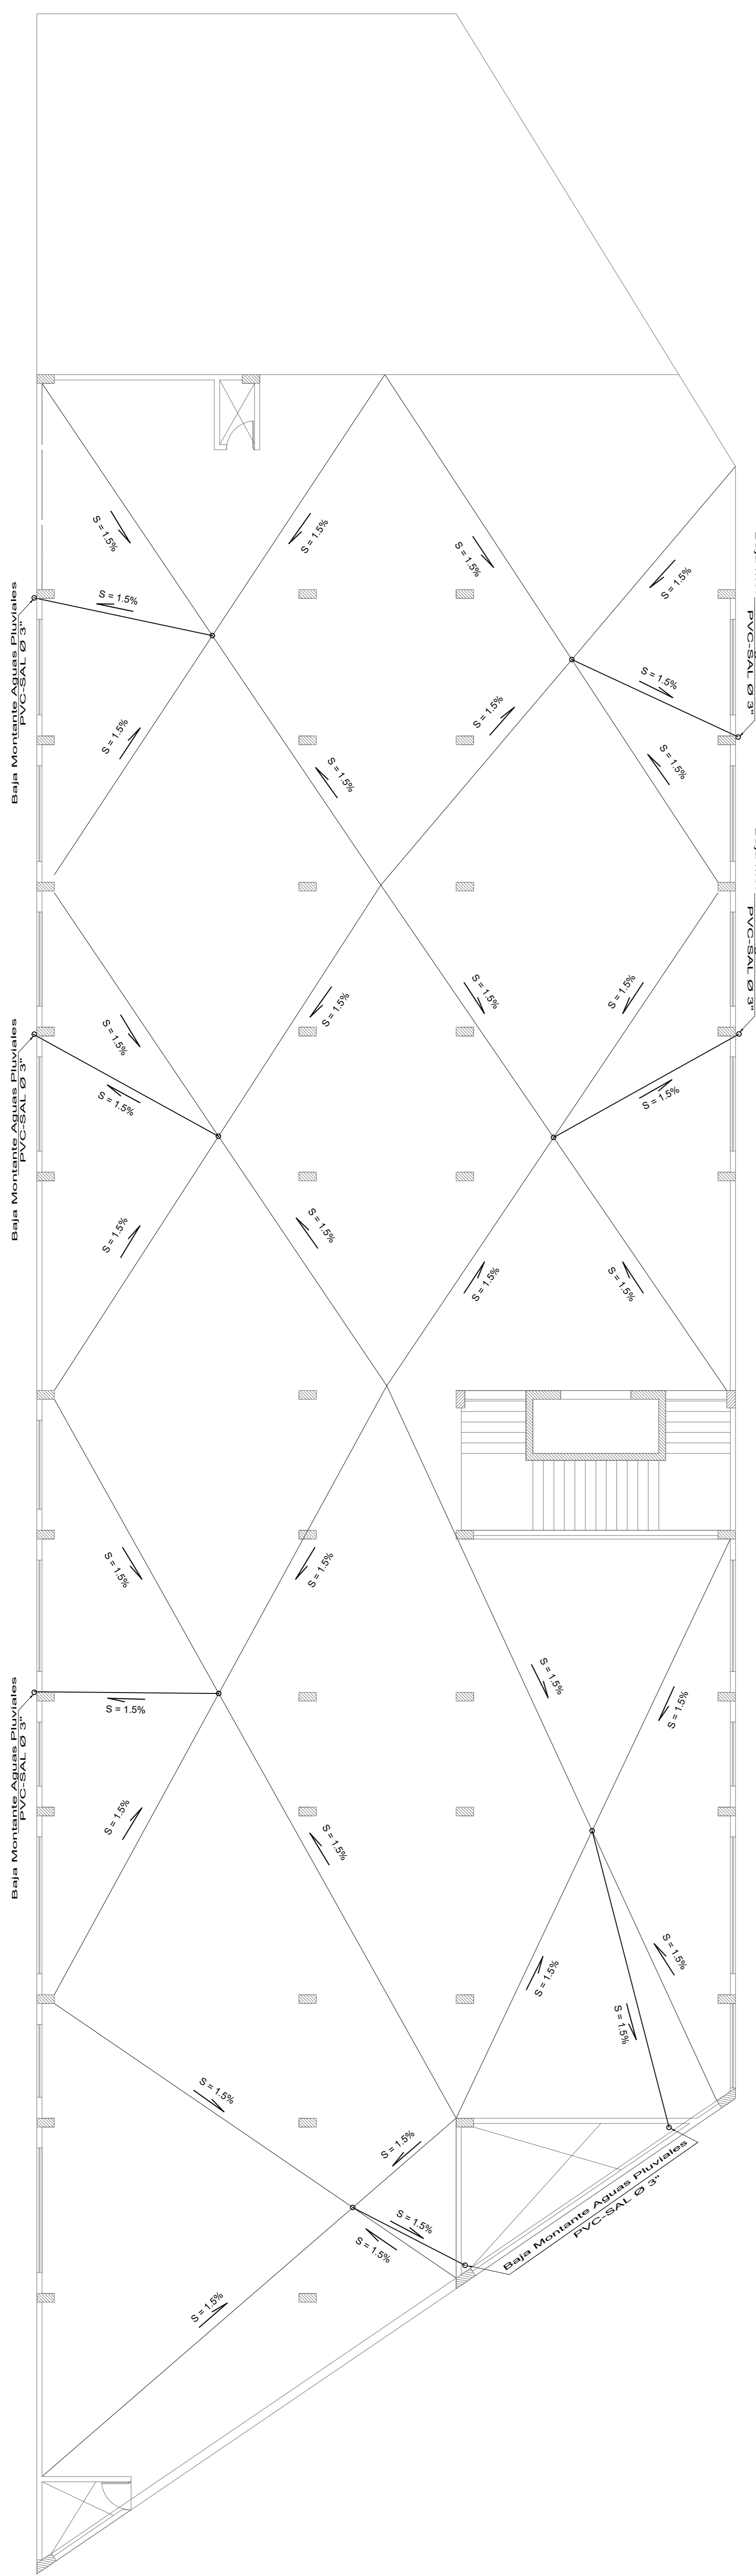 S = 1.5%
S = 1.5%
S = 1.5%
S = 1.5%
S = 1.5%
Baja Montante Aguas Pluviales
PVC-SAL Ø 3"
PVC-SAL Ø 3"
S = 1.5%
S = 1.5%
S = 1.5%
S = 1.5%
S = 1.5%
PVC-SAL Ø 3"
S = 1.5%
S = 1.5%
S = 1.5%
S = 1.5%
Baja Montante Aguas Pluviales
PVC-SAL Ø 3"
S = 1.5%
S = 1.5%
S = 1.5%
S = 1.5%
S = 1.5%
S = 1.5%
S = 1.5%
S = 1.5%
S = 1.5%
S = 1.5%
S = 1.5%
Baja Montante Aguas Pluviales
PVC-SAL Ø 3"
S = 1.5%
S = 1.5%
S = 1.5%
S = 1.5%
S = 1.5%
S = 1.5%
S = 1.5%
Baja Montante Aguas Pluviales
PVC-SAL Ø 3"
S = 1.5%
S = 1.5%
S = 1.5%